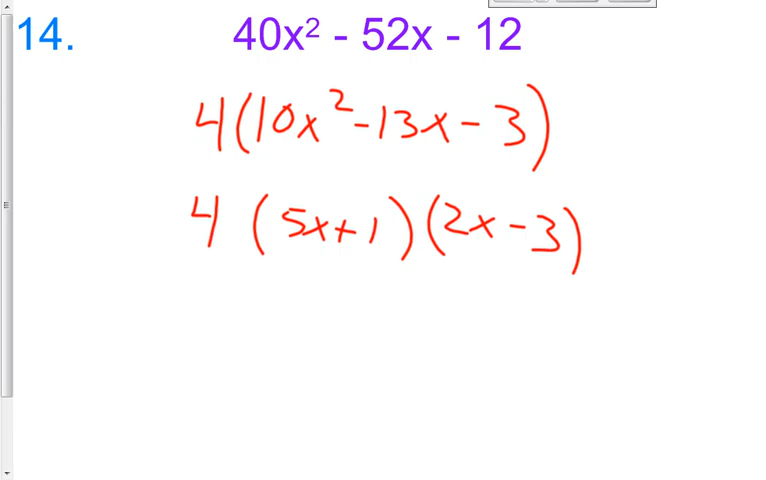 14. 40x² - 52x - 12
4(10x² - 13x - 3)
4 (5x + 1)(2x - 3)